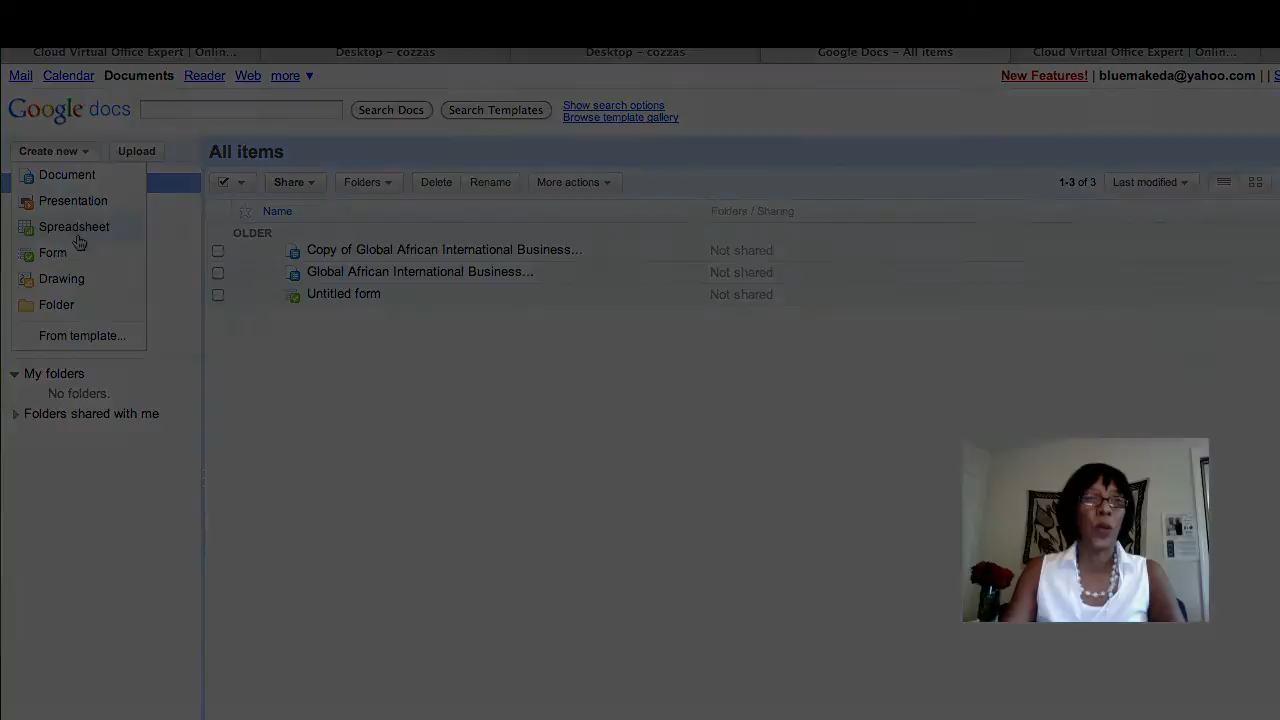 Cloud Virtual Office Expert | Onlin... Desktop – cozzas Desktop – cozzas Google Docs – All items Cloud Virtual Office Expert | Onlin...
Mail Calendar Documents Reader Web more ▼ New Features! | bluemakeda@yahoo.com | |
Google docs Search Docs Search Templates Show search options
Browse template gallery
Create new Upload All items
Document
Share Folders Delete Rename More actions 1-3 of 3 Last modified
Presentation
Name Folders / Sharing
Spreadsheet
OLDER
Form
Copy of Global African International Business... Not shared
Global African International Business... Not shared
Drawing
Untitled form Not shared
Folder
From template...
My folders
No folders.
Folders shared with me